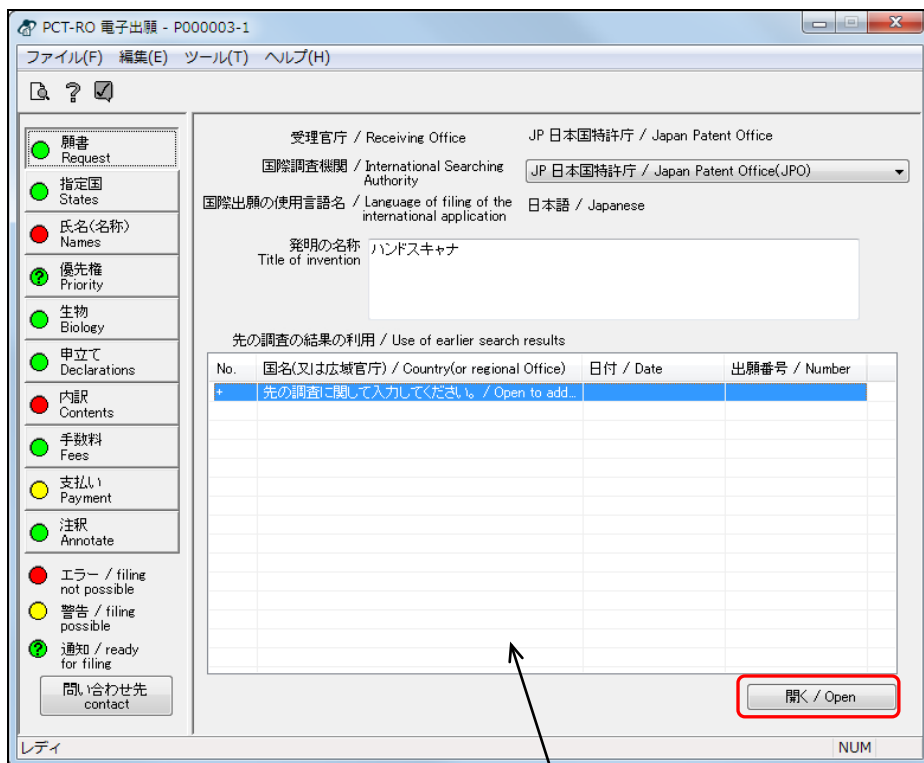 PCT-RO 電子出願 - P000003-1
ファイル(F) 編集(E) ツール(T) ヘルプ(H)
願書
Request
指定国
States
氏名(名称)
Names
優先権
Priority
生物
Biology
申立て
Declarations
内訳
Contents
手数料
Fees
支払い
Payment
注釈
Annotate
エラー / filing
not possible
警告 / filing
possible
通知 / ready
for filing
問い合わせ先
contact
受理官庁 / Receiving Office JP 日本国特許庁 / Japan Patent Office
国際調査機関 / International Searching
Authority
JP 日本国特許庁 / Japan Patent Office(JPO)
国際出願の使用言語名 / Language of filing of the
international application
日本語 / Japanese
発明の名称
Title of invention
ハンドスキャナ
先の調査の結果の利用 / Use of earlier search results
No. 国名(又は広域官庁) / Country(or regional Office) 日付 / Date 出願番号 / Number
+ 先の調査に関して入力してください。 / Open to add...
開く / Open
レディ NUM